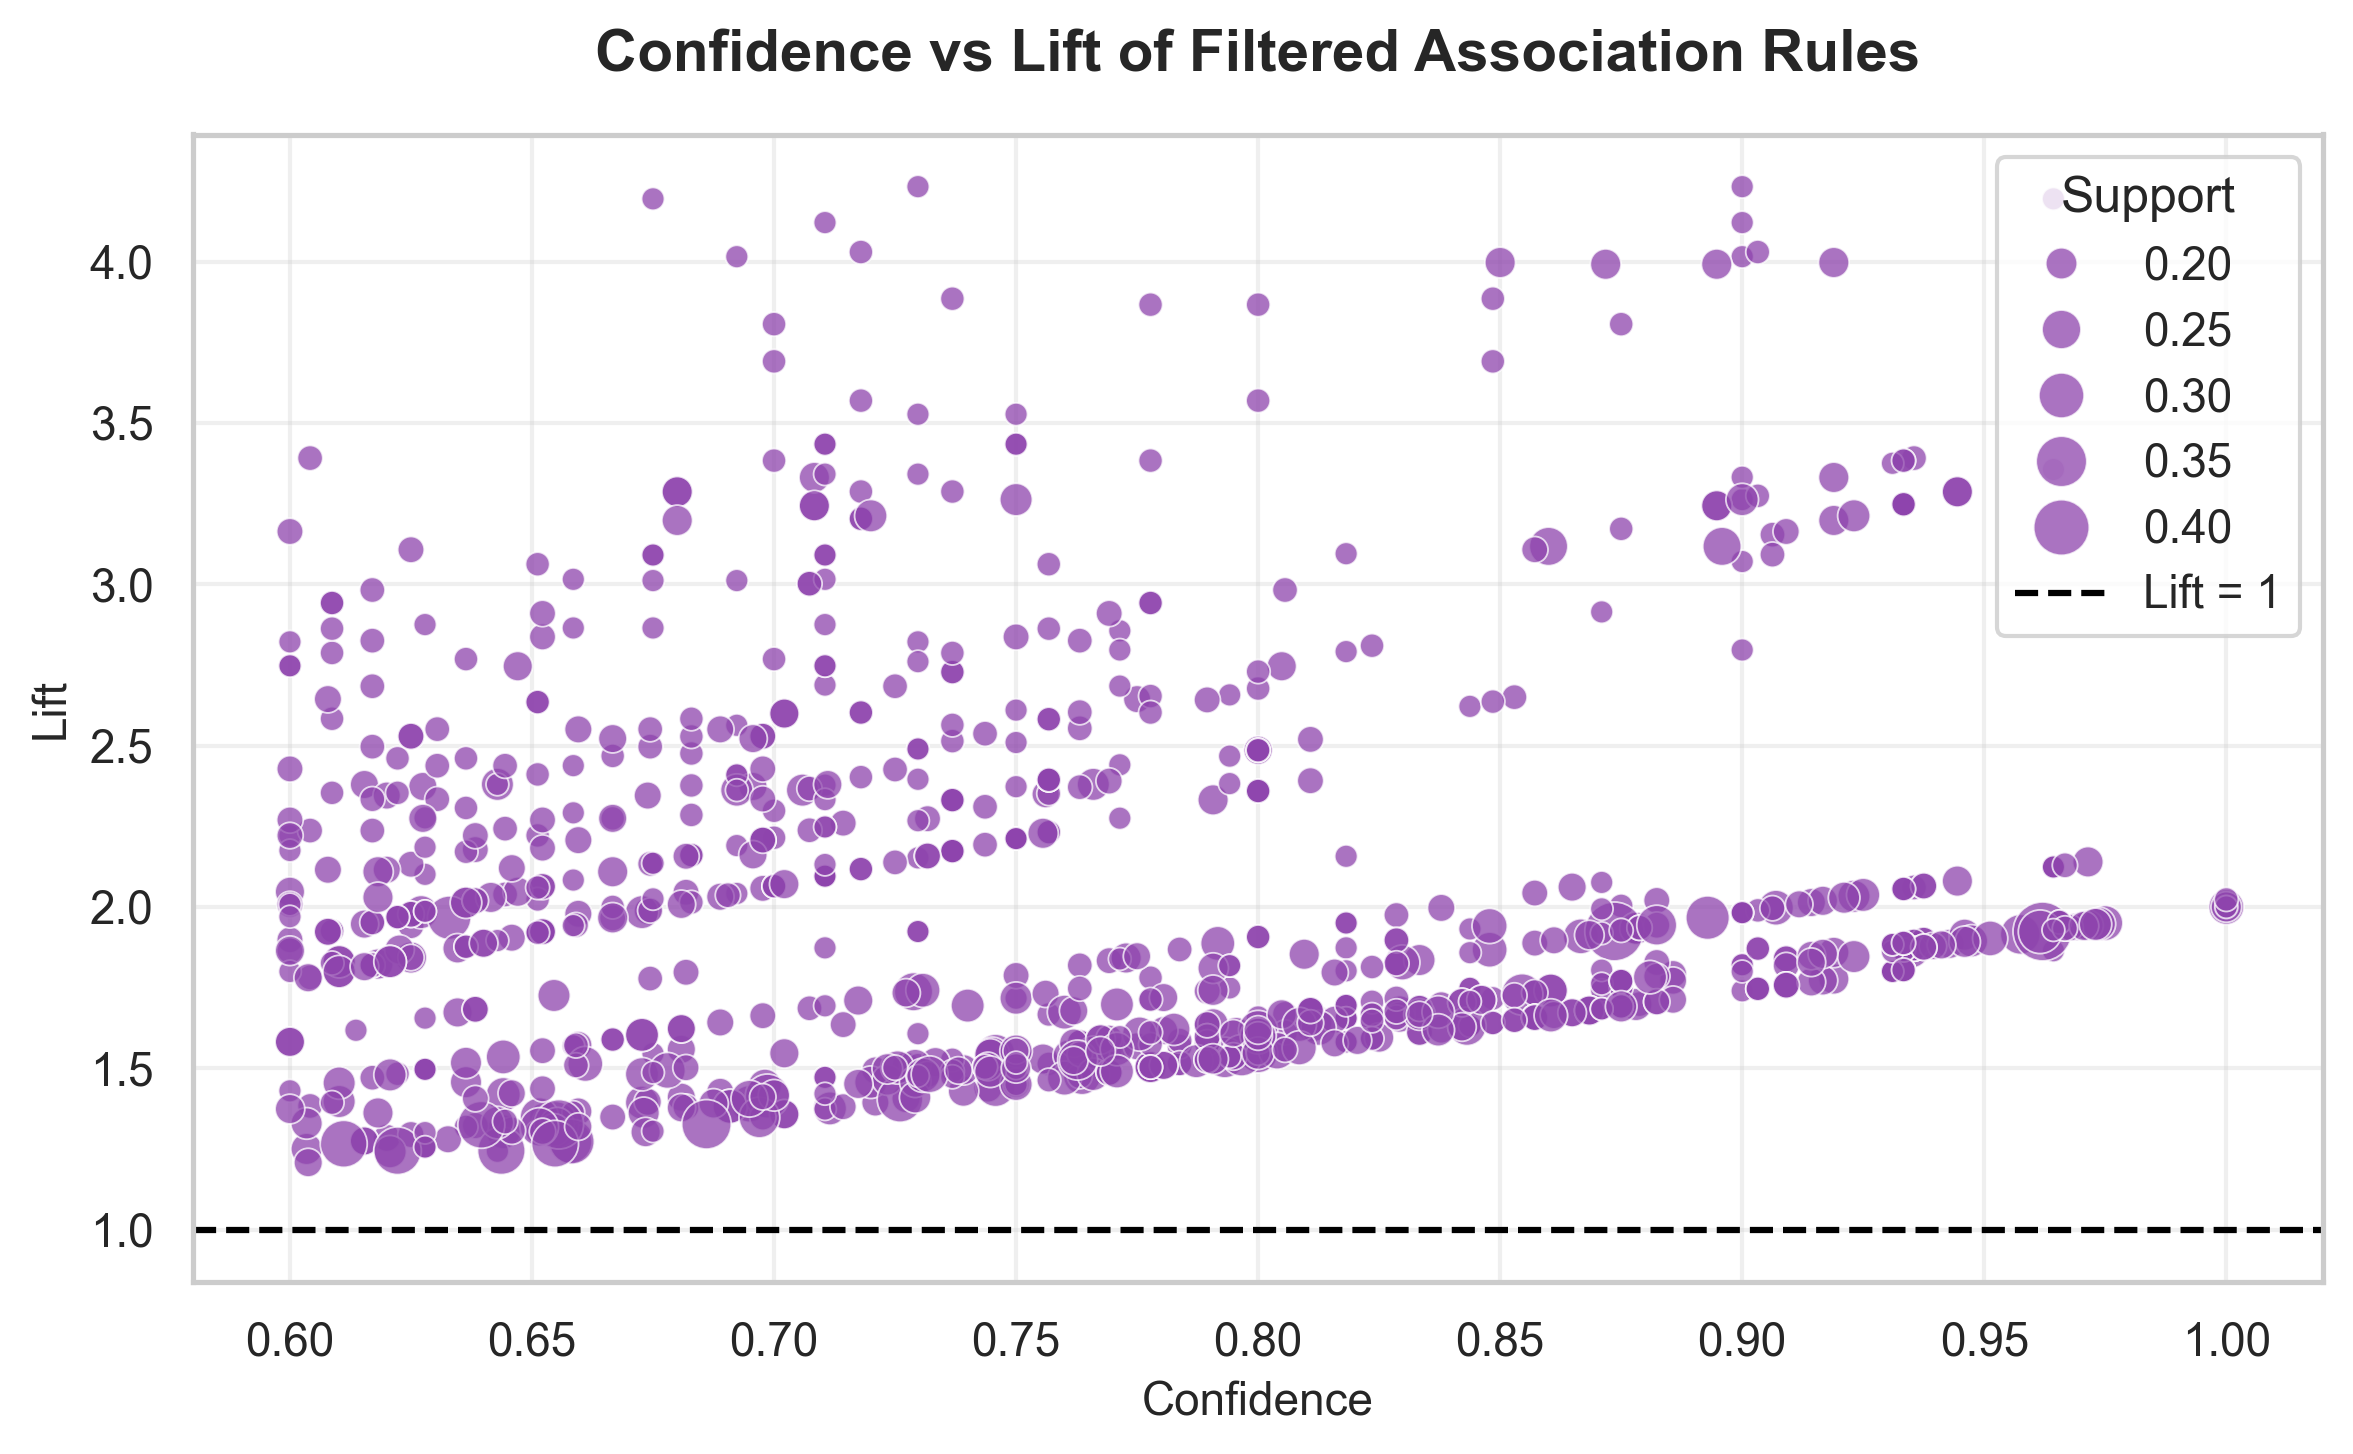 Confidence vs Lift of Filtered Association Rules
Support
0.20
0.25
0.30
0.35
0.40
Lift = 1
Lift
4.0
3.5
3.0
2.5
2.0
1.5
1.0
0.60 0.65 0.70 0.75 0.80 0.85 0.90 0.95 1.00
Confidence